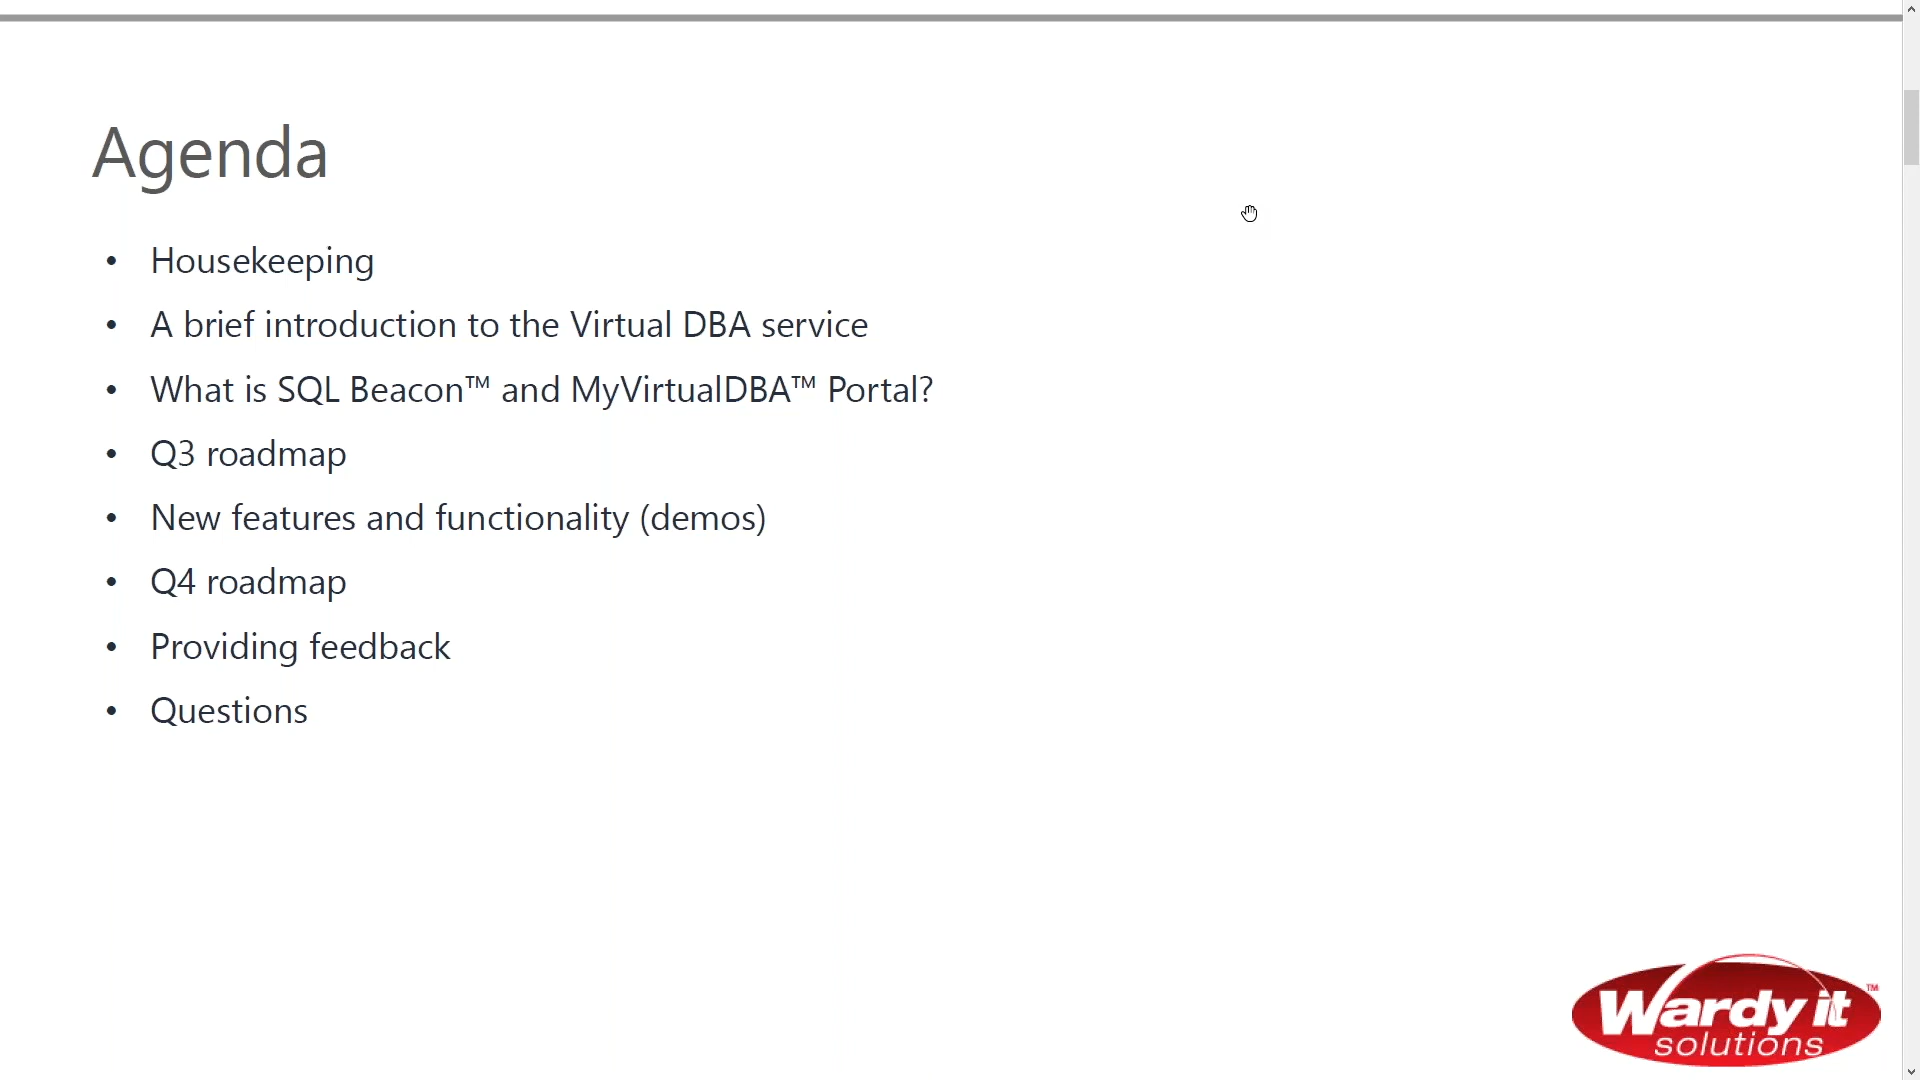 Agenda
• Housekeeping
• A brief introduction to the Virtual DBA service
• What is SQL Beacon™ and MyVirtualDBA™ Portal?
• Q3 roadmap
• New features and functionality (demos)
• Q4 roadmap
• Providing feedback
• Questions
Wardy it ™
solutions